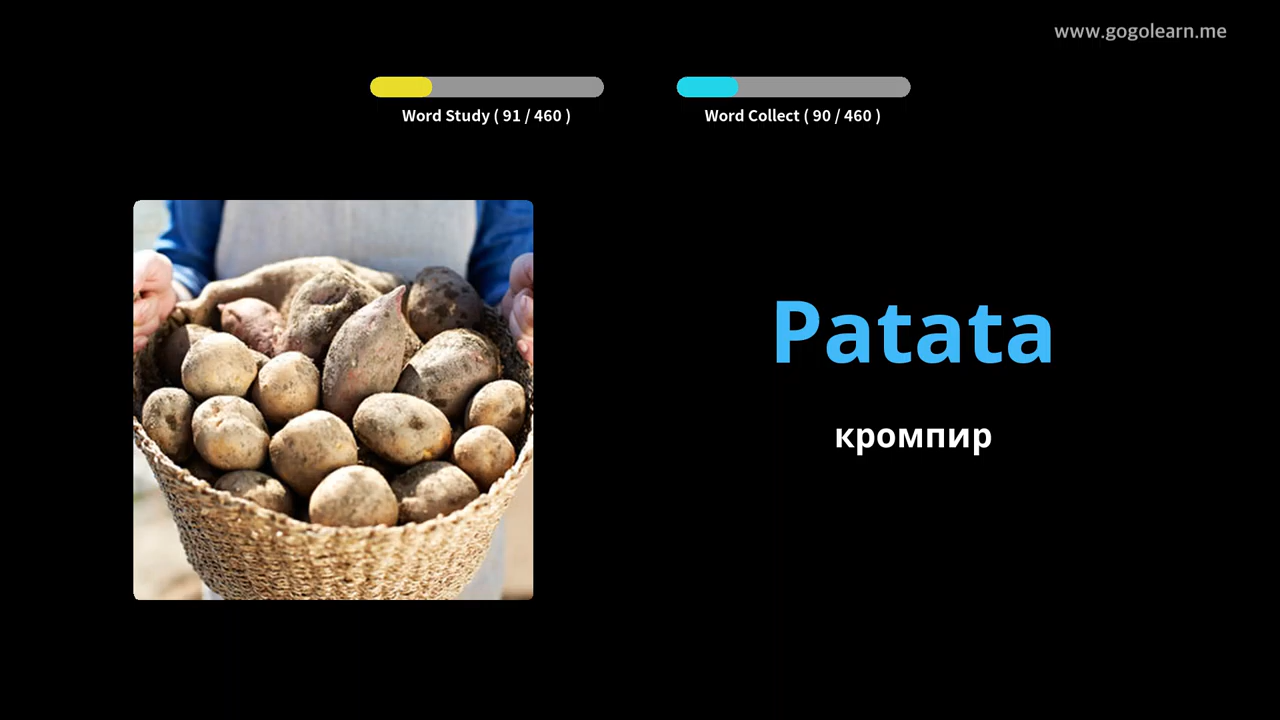 www.gogolearn.me
Word Study ( 91 / 460 )
Word Collect ( 90 / 460 )
Patata
кромпир